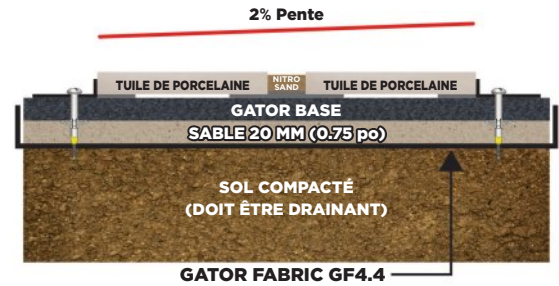 2% Pente
TUILE DE PORCELAINE
NITRO
SAND
TUILE DE PORCELAINE
GATOR BASE
SABLE 20 MM (0.75 po)
SOL COMPACTÉ
(DOIT ÊTRE DRAINANT)
GATOR FABRIC GF4.4